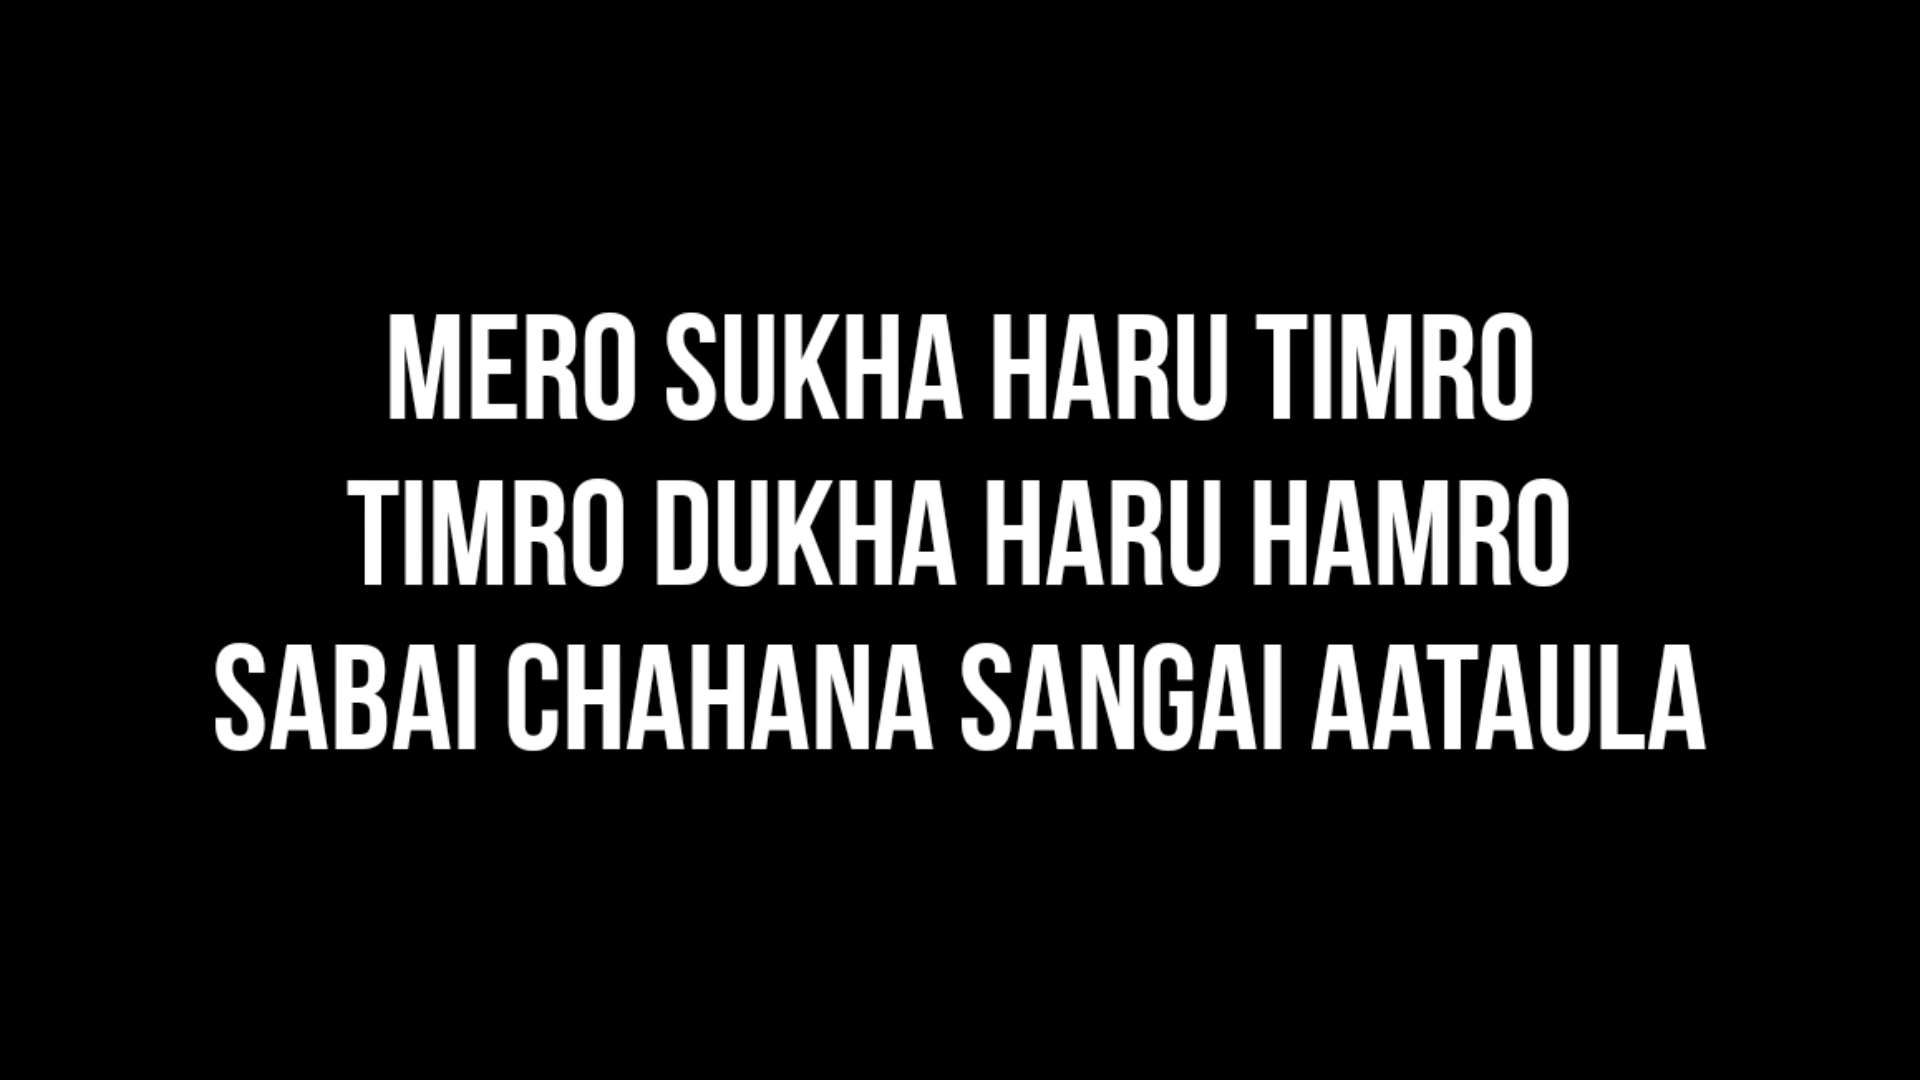 MERO SUKHA HARU TIMRO
TIMRO DUKHA HARU HAMRO
SABAI CHAHANA SANGAI AATAULA